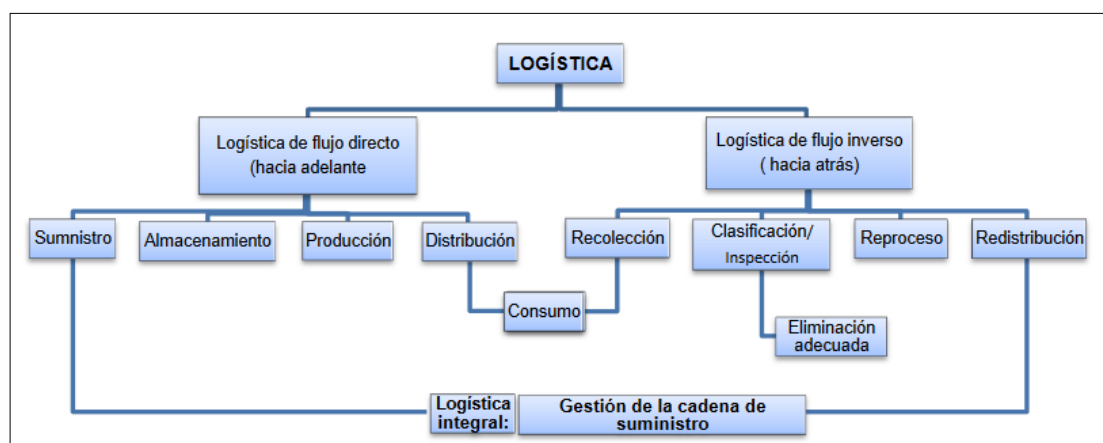 LOGÍSTICA
Logística de flujo directo
(hacia adelante
Logística de flujo inverso
( hacia atrás)
Sumnistro
Almacenamiento
Producción
Distribución
Recolección
Clasificación/
Inspección
Reproceso
Redistribución
Consumo
Eliminación
adecuada
Logística
integral:
Gestión de la cadena de
suministro